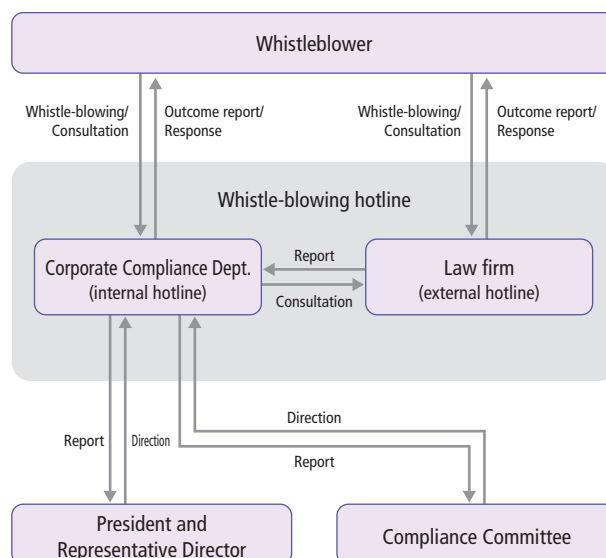 Whistleblower
Whistle-blowing/
Consultation
Outcome report/
Response
Whistle-blowing/
Consultation
Outcome report/
Response
Whistle-blowing hotline
Corporate Compliance Dept.
(internal hotline)
Report
Consultation
Law firm
(external hotline)
Direction
Report
Direction
Report
President and
Representative Director
Compliance Committee